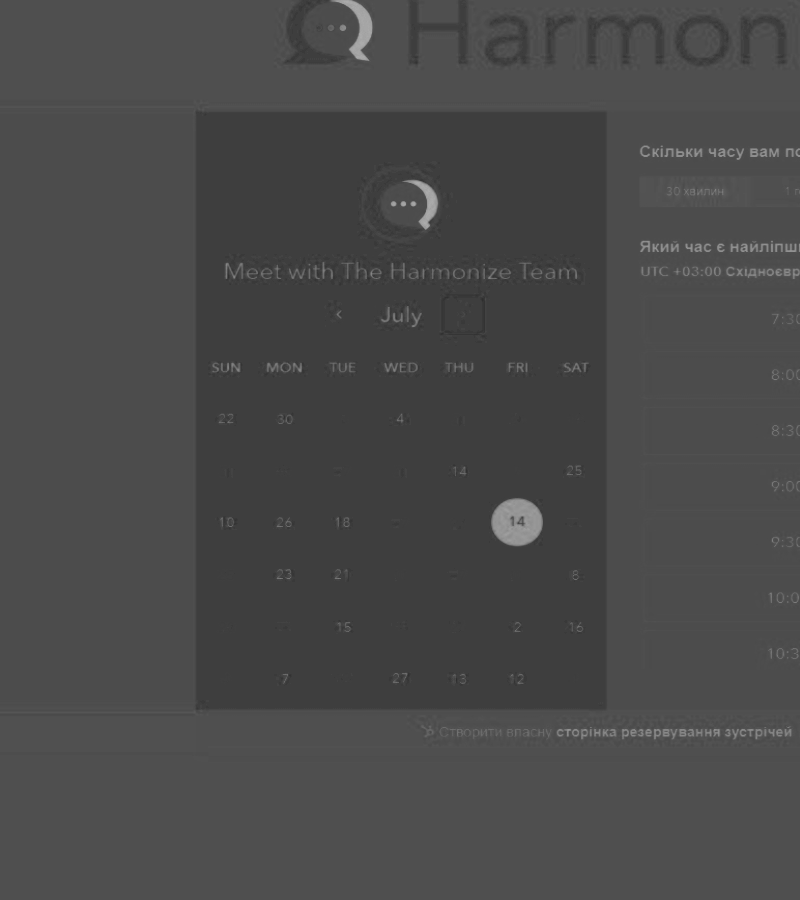 Harmon
Meet with The Harmonize Team
July
SUN MON TUE WED THU FRI SAT
22 30 4
14 25
10 26 18 14
23 21 8
15 2 16
7 27 13 12
Скільки часу вам по
30 хвилин 1 г
Який час є найліпш
UTC +03:00 Східноєвр
7:30
8:00
8:30
9:00
9:30
10:0
10:3
Створити власну сторінка резервування зустрічей